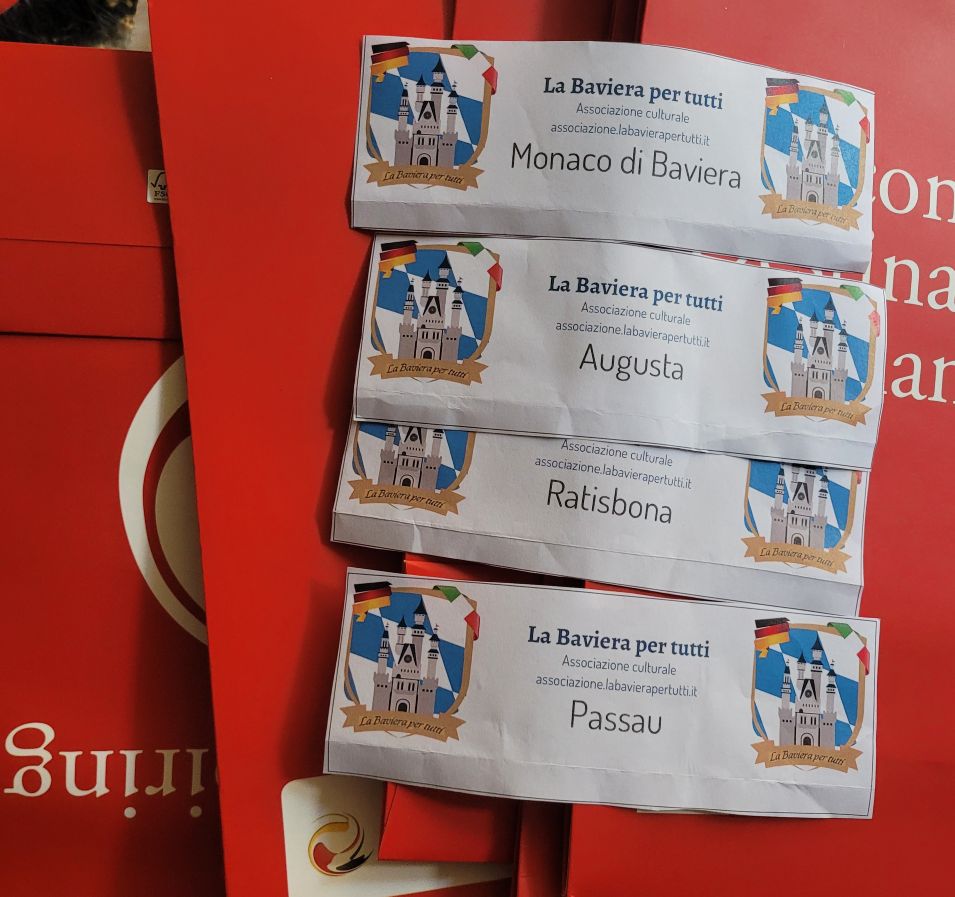 La Baviera per tutti
Associazione culturale
associazione.labavierapertutti.it
Monaco di Baviera
La Baviera per tutti
La Baviera per tutti
La Baviera per tutti
Associazione culturale
associazione.labavierapertutti.it
Augusta
La Baviera per tutti
La Baviera per tutti
Associazione culturale
associazione.labavierapertutti.it
Ratisbona
La Baviera per tutti
La Baviera per tutti
La Baviera per tutti
Associazione culturale
associazione.labavierapertutti.it
Passau
La Baviera per tutti
La Baviera per tutti
FSC
iring